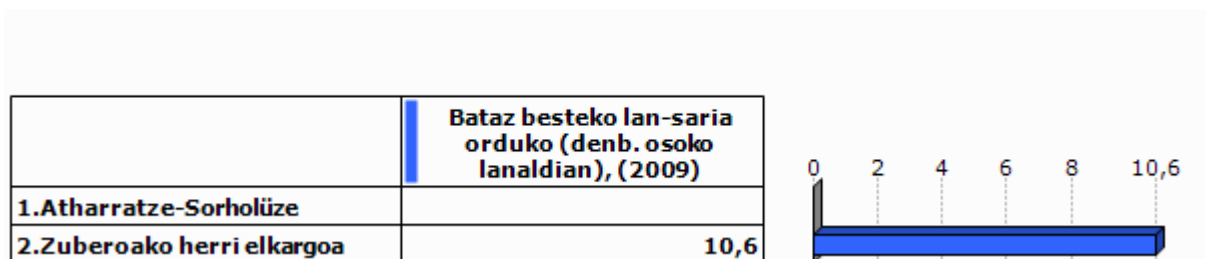 Bataz besteko lan-saria
orduko (denb. osoko
lanaldian), (2009)
0 2 4 6 8 10,6
1.Atharratze-Sorholüze
2.Zuberoako herri elkargoa 10,6